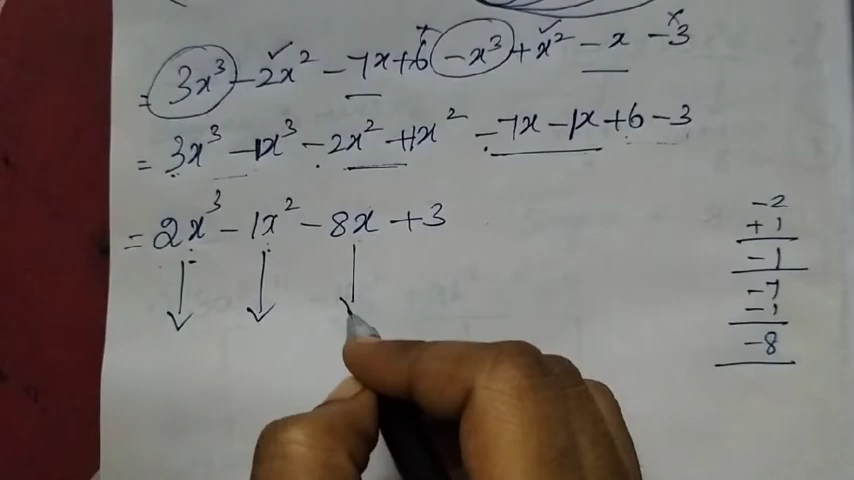 = 3x³ - 2x² - 7x + 6 - x³ + x² - x - 3
= 3x³ - 1x³ - 2x² + 1x² - 7x - 1x + 6 - 3
= 2x³ - 1x² - 8x + 3
-2
+1
-1
-7
-1
-8